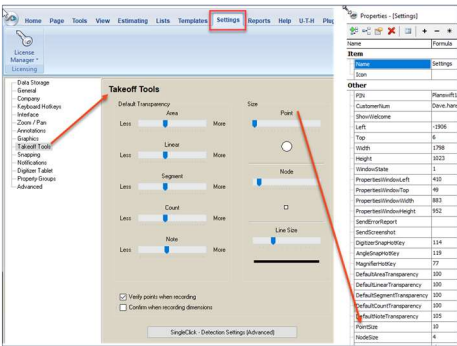 Home Page Tools View Estimating Lists Templates Settings Reports Help U-T-H
License
Manager
Licensing
Data Storage
General
Company
Keyboard Hotkeys
Interface
Zoom / Pan
Annotations
Graphics
Takeoff Tools
Snapping
Notifications
Digitizer Tablet
Property Groups
Advanced
Takeoff Tools
Default Transparency
Area
Less More
Linear
Less More
Segment
Less More
Count
Less More
Note
Less More
Size
Point
Node
Line Size
Verify points when recording
Confirm when recording dimensions
SingleClick - Detection Settings (Advanced)
Properties - [Settings]
Name Formula
Item
Name Settings
Icon
Other
PIN
CustomerNum
ShowWelcome
Left -1906
Top 6
Width 1798
Height 1023
WindowState 1
PropertiesWindowLeft 410
PropertiesWindowTop 49
PropertiesWindowWidth 883
PropertiesWindowHeight 952
SendErrorReport
SendScreenshot
DigitizerSnapHotKey 114
AngleSnapHotKey 119
MagnifierHotKey 77
DefaultAreaTransparency 100
DefaultLinearTransparency 100
DefaultSegmentTransparency 100
DefaultCountTransparency 100
DefaultNoteTransparency 105
PointSize 10
NodeSize 4